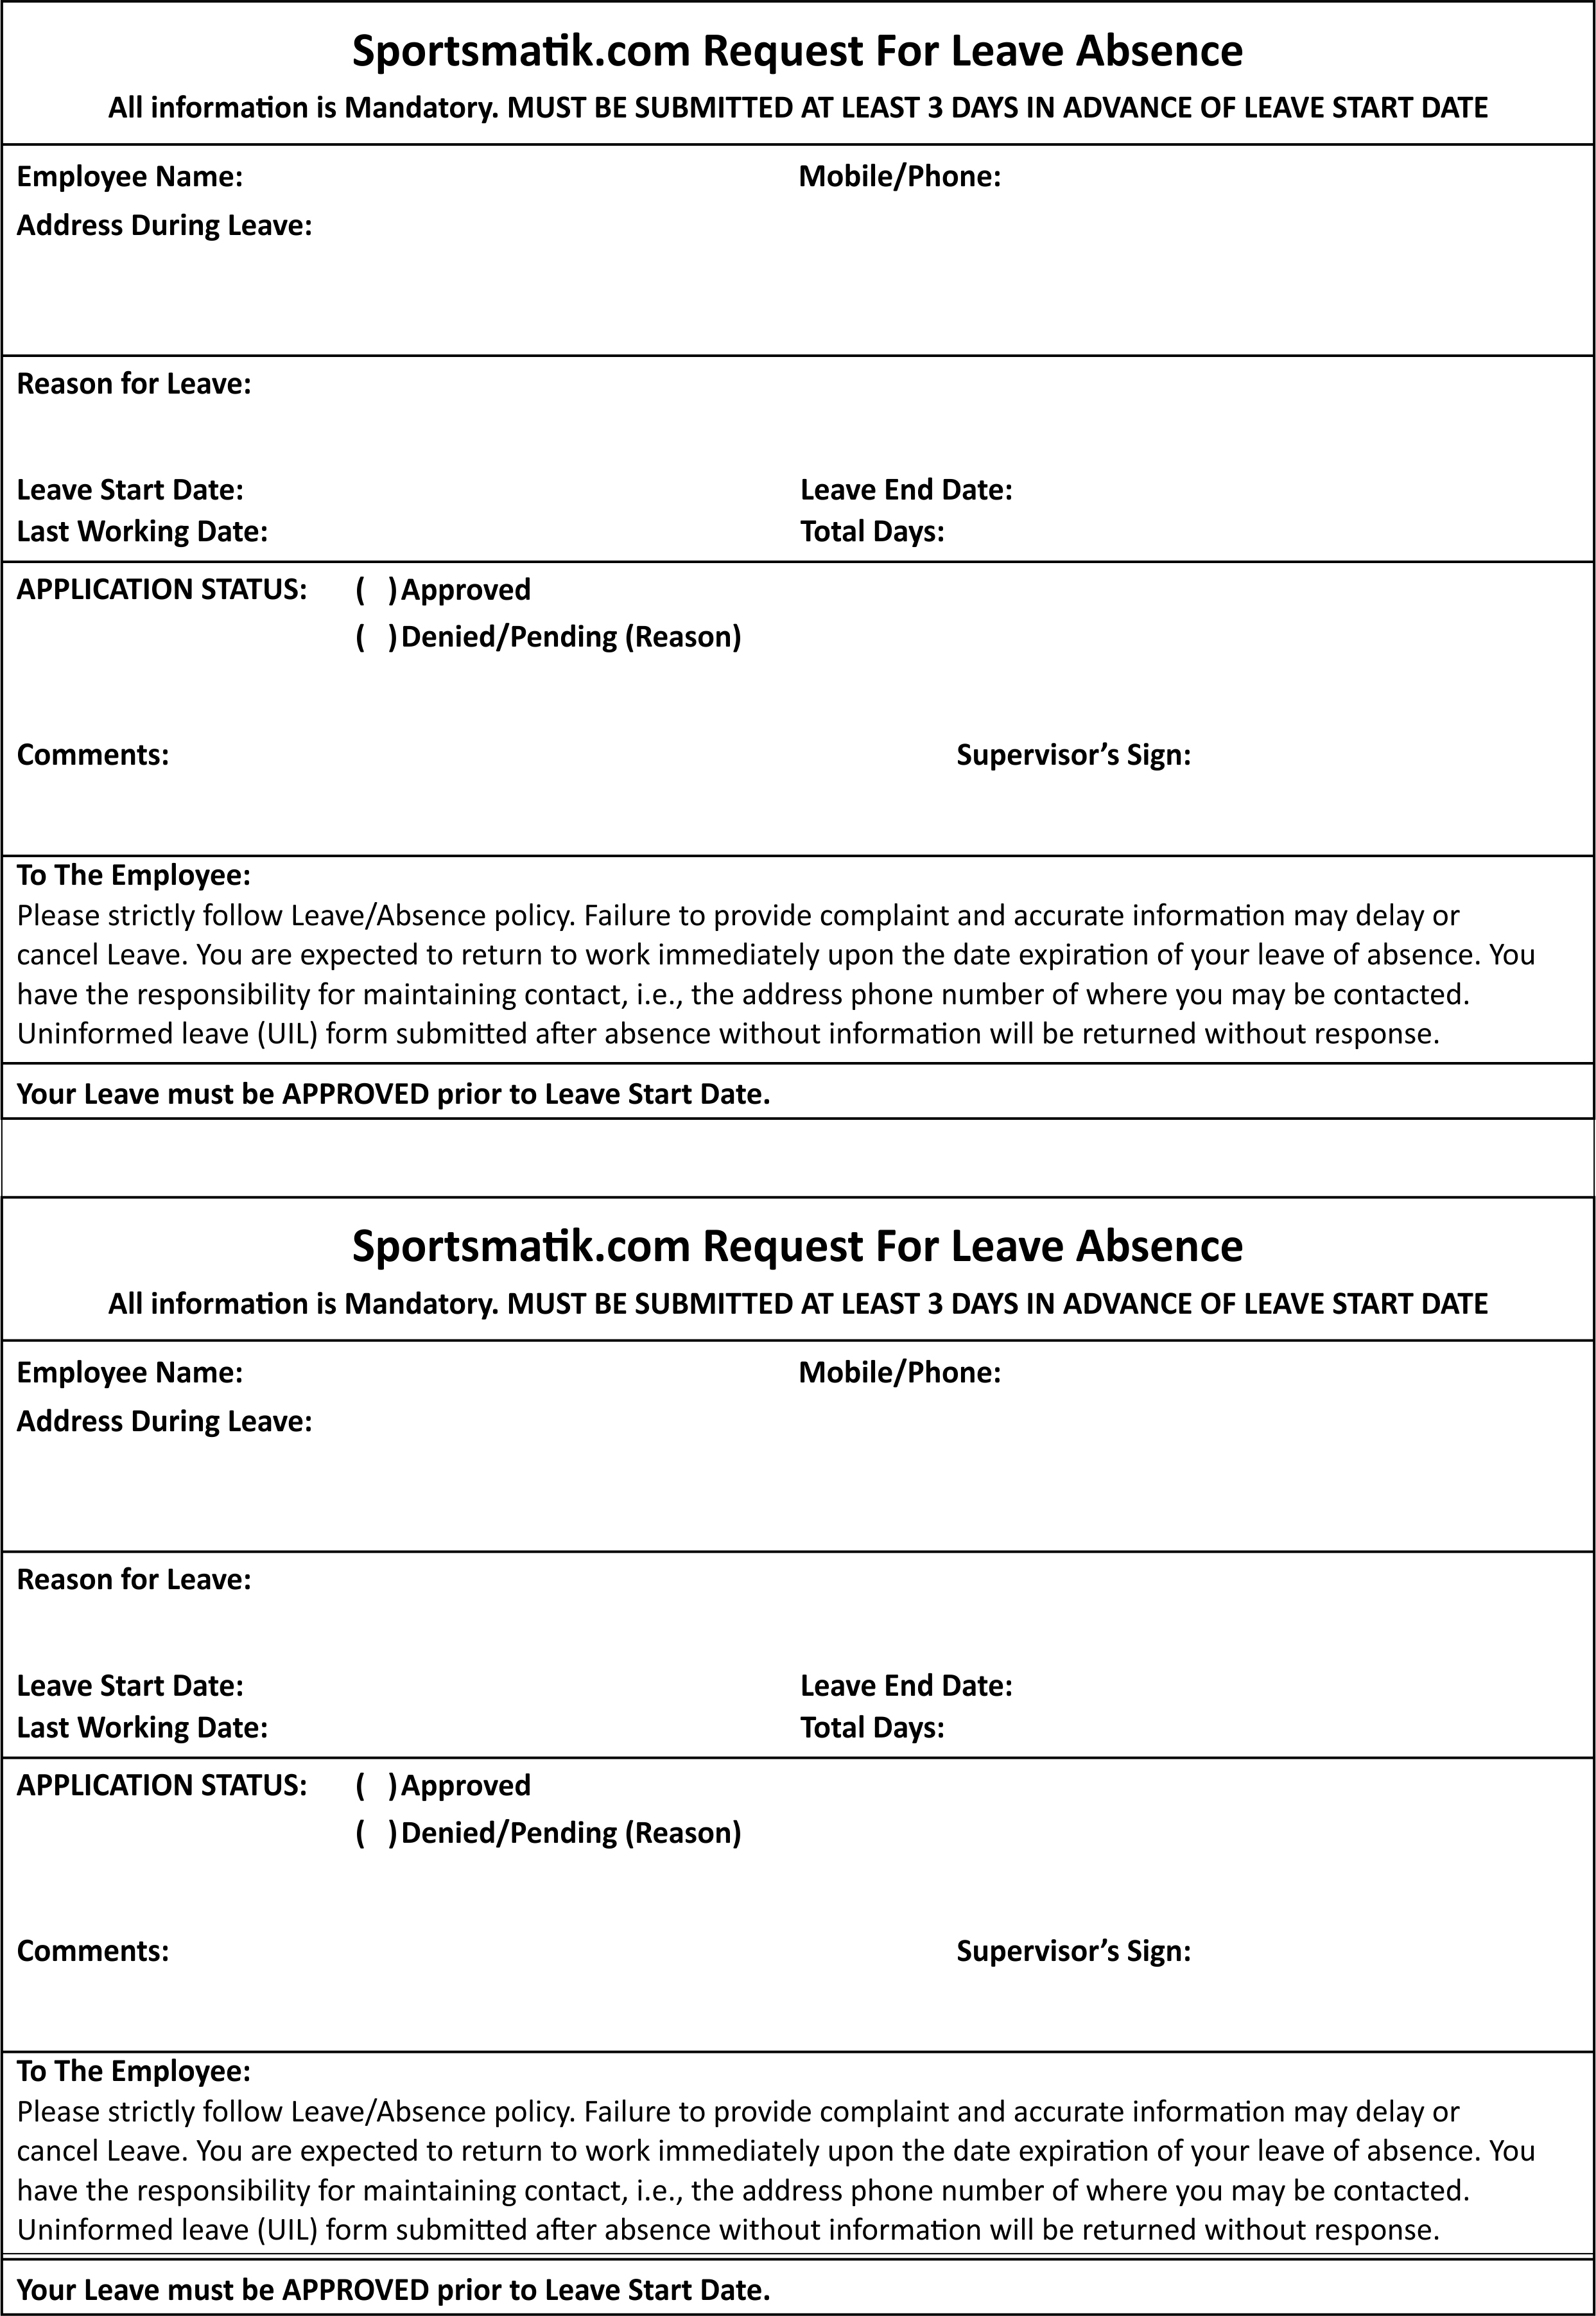 Sportsmatik.com Request For Leave Absence
All information is Mandatory. MUST BE SUBMITTED AT LEAST 3 DAYS IN ADVANCE OF LEAVE START DATE
Employee Name: Mobile/Phone:
Address During Leave:
Reason for Leave:
Leave Start Date: Leave End Date:
Last Working Date: Total Days:
APPLICATION STATUS: ( ) Approved
( ) Denied/Pending (Reason)
Comments: Supervisor’s Sign:
To The Employee:
Please strictly follow Leave/Absence policy. Failure to provide complaint and accurate information may delay or
cancel Leave. You are expected to return to work immediately upon the date expiration of your leave of absence. You
have the responsibility for maintaining contact, i.e., the address phone number of where you may be contacted.
Uninformed leave (UIL) form submitted after absence without information will be returned without response.
Your Leave must be APPROVED prior to Leave Start Date.
Sportsmatik.com Request For Leave Absence
All information is Mandatory. MUST BE SUBMITTED AT LEAST 3 DAYS IN ADVANCE OF LEAVE START DATE
Employee Name: Mobile/Phone:
Address During Leave:
Reason for Leave:
Leave Start Date: Leave End Date:
Last Working Date: Total Days:
APPLICATION STATUS: ( ) Approved
( ) Denied/Pending (Reason)
Comments: Supervisor’s Sign:
To The Employee:
Please strictly follow Leave/Absence policy. Failure to provide complaint and accurate information may delay or
cancel Leave. You are expected to return to work immediately upon the date expiration of your leave of absence. You
have the responsibility for maintaining contact, i.e., the address phone number of where you may be contacted.
Uninformed leave (UIL) form submitted after absence without information will be returned without response.
Your Leave must be APPROVED prior to Leave Start Date.